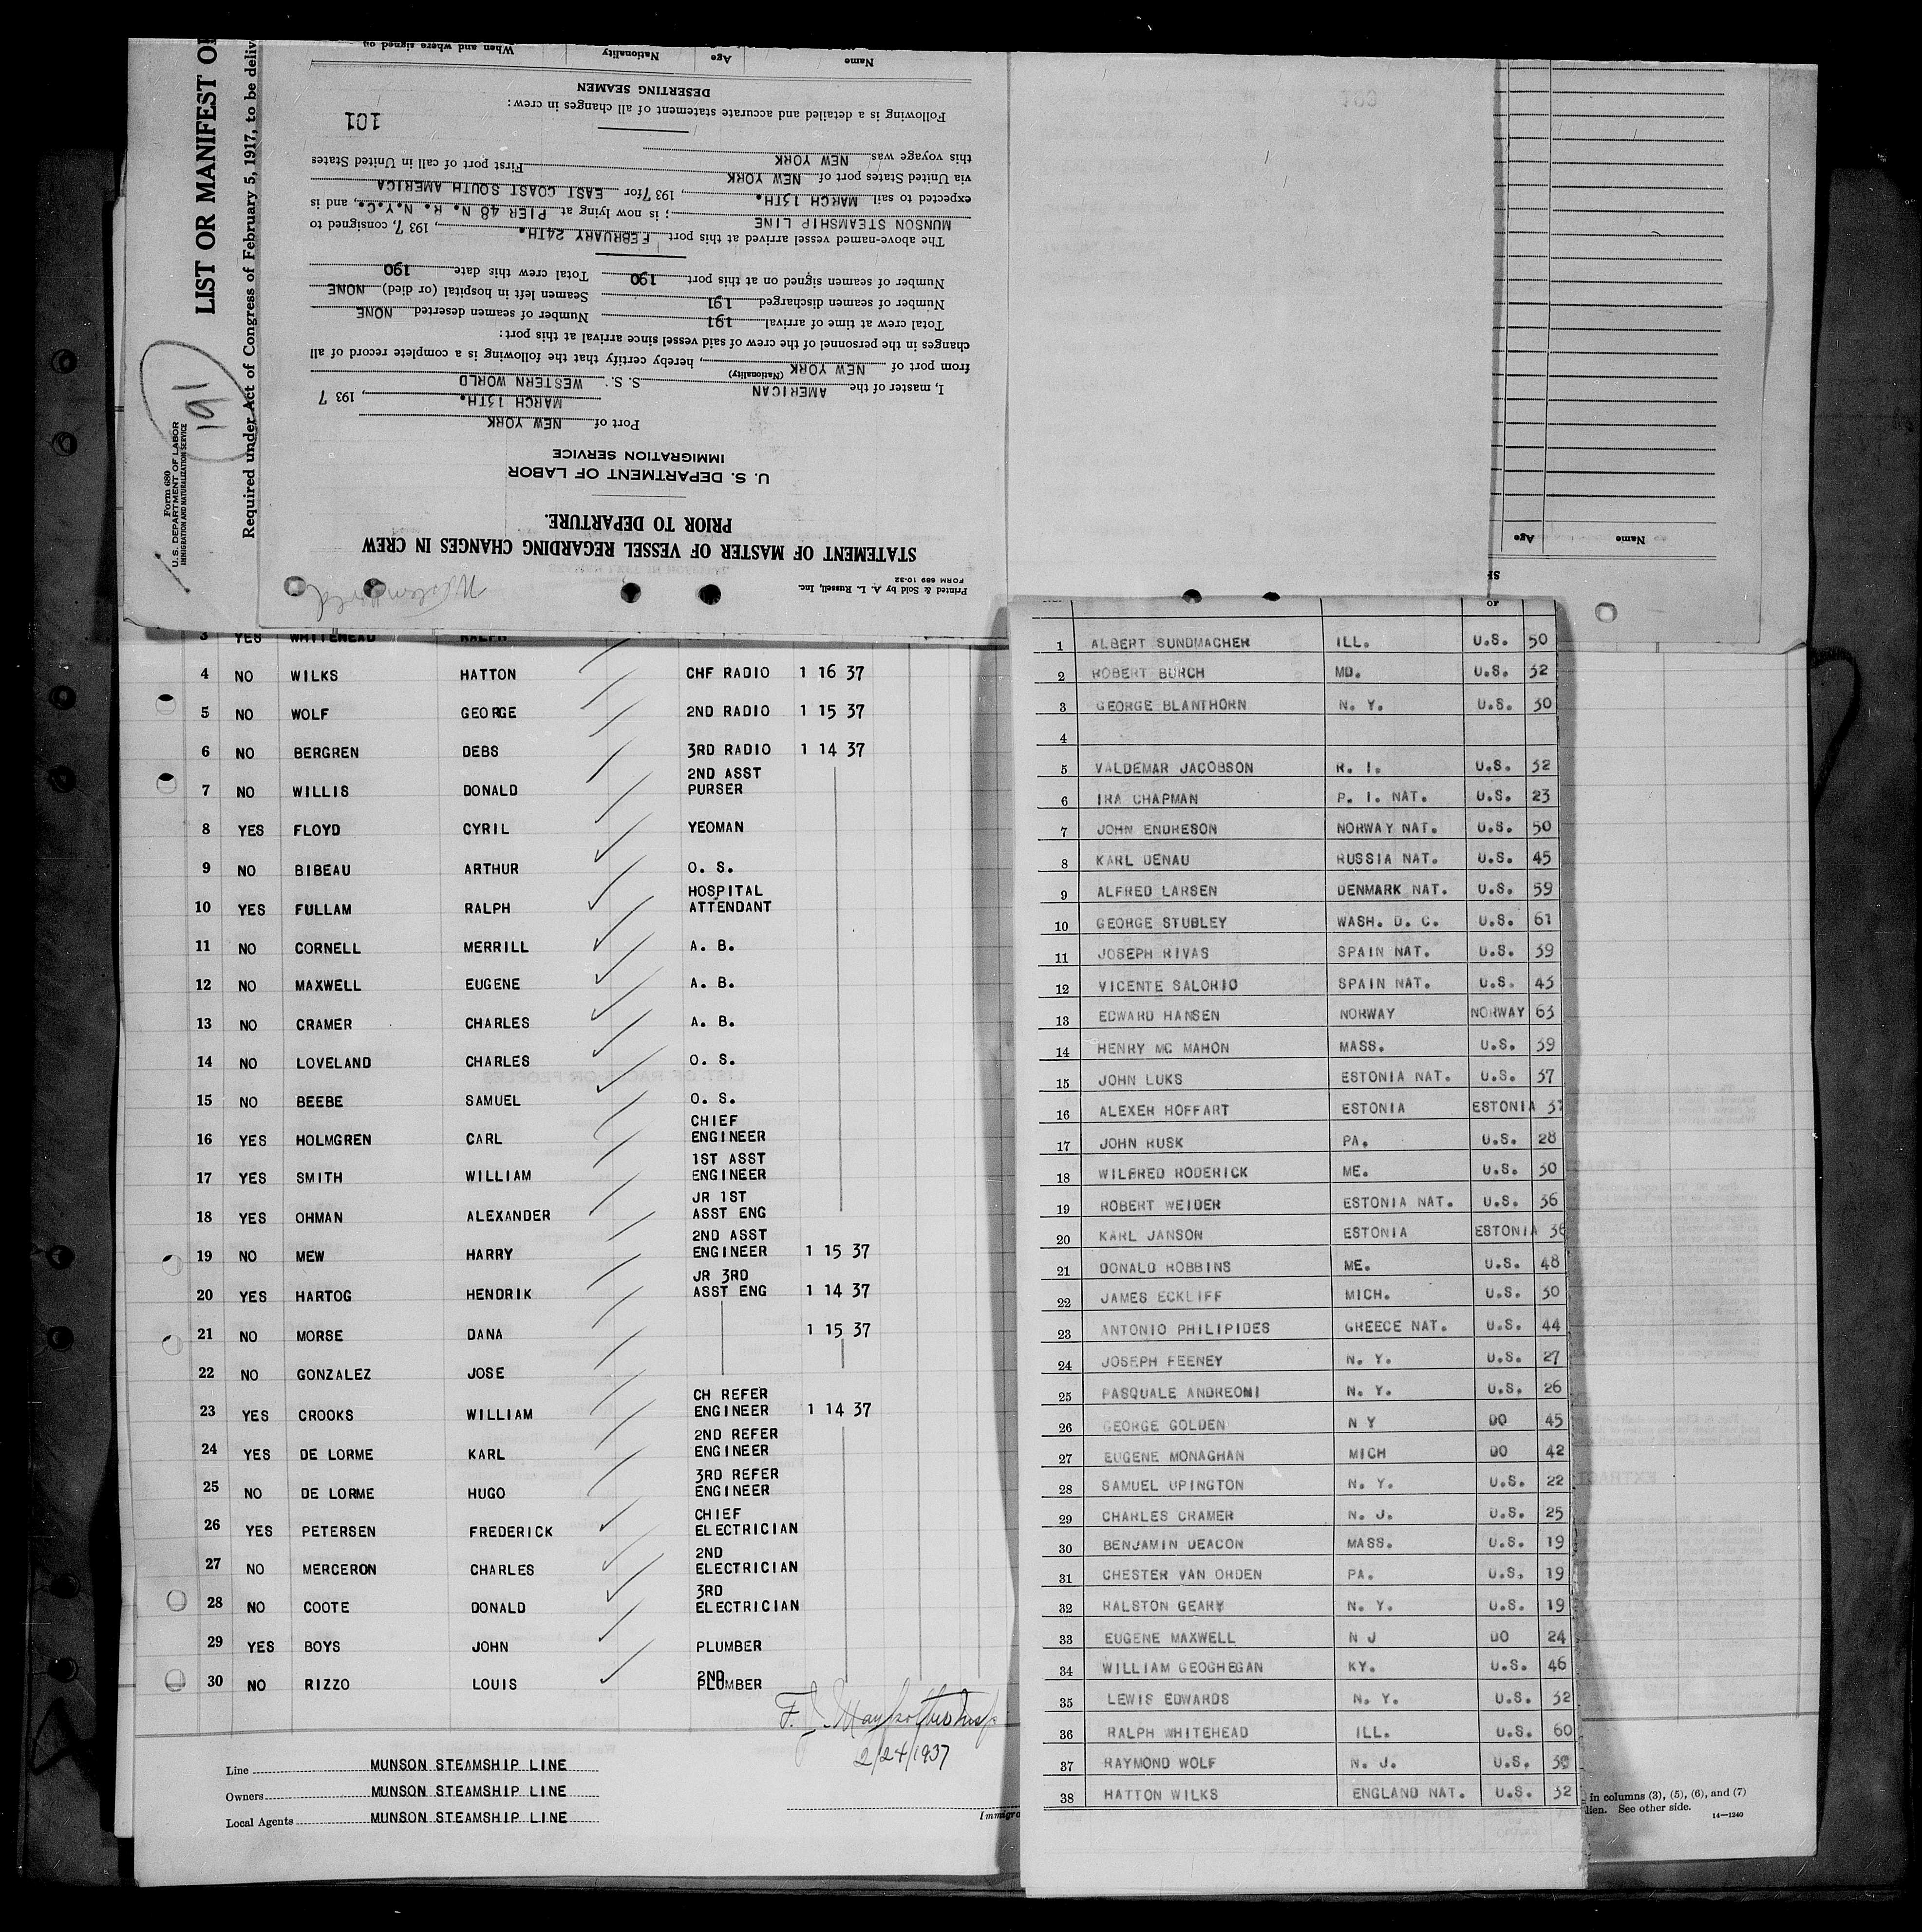 LIST OR MANIFEST OF
Required under Act of Congress of February 5, 1917, to be deliv
Form 680
U. S. DEPARTMENT OF LABOR
IMMIGRATION AND NATURALIZATION SERVICE
191
Printed & Sold by A. L. Russell, Inc.
FORM 689 10-32
STATEMENT OF MASTER OF VESSEL REGARDING CHANGES IN CREW
PRIOR TO DEPARTURE.
U. S. DEPARTMENT OF LABOR
IMMIGRATION SERVICE
Port of NEW YORK
MARCH 13TH. , 193 7
I, master of the AMERICAN S. S. WESTERN WORLD
(Nationality)
from port of NEW YORK , hereby certify that the following is a complete record of all
changes in the personnel of the crew of said vessel since arrival at this port:
Total crew at time of arrival 191 Number of seamen deserted NONE
Number of seamen discharged 191 Seamen left in hospital (or died) NONE
Number of seamen signed on at this port 190 Total crew this date 190
The above-named vessel arrived at this port FEBRUARY 24TH. , 193 7, consigned to
MUNSON STEAMSHIP LINE ; is now lying at PIER 48 N. R. N.Y.C. , and is
expected to sail MARCH 13TH. , 193 7 for EAST COAST SOUTH AMERICA
via United States port of NEW YORK First port of call in United States
this voyage was NEW YORK
101
Following is a detailed and accurate statement of all changes in crew:
DESERTING SEAMEN
Name Age Nationality When and where signed on
Name Age
3 YES WHITEHEAD RALPH
4 NO WILKS HATTON CHF RADIO 1 16 37
5 NO WOLF GEORGE 2ND RADIO 1 15 37
6 NO BERGREN DEBS 3RD RADIO 1 14 37
7 NO WILLIS DONALD 2ND ASST PURSER
8 YES FLOYD CYRIL YEOMAN
9 NO BIBEAU ARTHUR O. S.
10 YES FULLAM RALPH HOSPITAL ATTENDANT
11 NO CORNELL MERRILL A. B.
12 NO MAXWELL EUGENE A. B.
13 NO CRAMER CHARLES A. B.
14 NO LOVELAND CHARLES O. S.
15 NO BEEBE SAMUEL O. S.
16 YES HOLMGREN CARL CHIEF ENGINEER
17 YES SMITH WILLIAM 1ST ASST ENGINEER
18 YES OHMAN ALEXANDER JR 1ST ASST ENG
19 NO MEW HARRY 2ND ASST ENGINEER 1 15 37
20 YES HARTOG HENDRIK JR 3RD ASST ENG 1 14 37
21 NO MORSE DANA 1 15 37
22 NO GONZALEZ JOSE
23 YES CROOKS WILLIAM CH REFER ENGINEER 1 14 37
24 YES DE LORME KARL 2ND REFER ENGINEER
25 NO DE LORME HUGO 3RD REFER ENGINEER
26 YES PETERSEN FREDERICK CHIEF ELECTRICIAN
27 NO MERCERON CHARLES 2ND ELECTRICIAN
28 NO COOTE DONALD 3RD ELECTRICIAN
29 YES BOYS JOHN PLUMBER
30 NO RIZZO LOUIS 2ND PLUMBER
2/24/1937
Line MUNSON STEAMSHIP LINE
Owners MUNSON STEAMSHIP LINE
Local Agents MUNSON STEAMSHIP LINE
Immigra
1 ALBERT SUNDMACHER ILL. U.S. 50
2 ROBERT BURCH MD. U.S. 32
3 GEORGE BLANTHORN N. Y. U.S. 30
4
5 VALDEMAR JACOBSON R. I. U.S. 32
6 IRA CHAPMAN P. I. NAT. U.S. 23
7 JOHN ENDRESON NORWAY NAT. U.S. 50
8 KARL DENAU RUSSIA NAT. U.S. 45
9 ALFRED LARSEN DENMARK NAT. U.S. 59
10 GEORGE STUBLEY WASH. D. C. U.S. 61
11 JOSEPH RIVAS SPAIN NAT. U.S. 39
12 VICENTE SALORIO SPAIN NAT. U.S. 43
13 EDWARD HANSEN NORWAY NORWAY 63
14 HENRY MC MAHON MASS. U.S. 39
15 JOHN LUKS ESTONIA NAT. U.S. 37
16 ALEXER HOFFART ESTONIA ESTONIA
17 JOHN RUSK PA. U.S. 28
18 WILBRED RODERICK ME. U.S. 30
19 ROBERT WEIDER ESTONIA NAT. U.S. 36
20 KARL JANSON ESTONIA ESTONIA 36
21 DONALD ROBBINS ME. U.S. 48
22 JAMES ECKLIFF MICH. U.S. 30
23 ANTONIO PHILIPIDES GREECE NAT. U.S. 44
24 JOSEPH FEENEY N. Y. U.S. 27
25 PASQUALE ANDREONI N. Y. U.S. 26
26 GEORGE GOLDEN N Y DO 45
27 EUGENE MONAGHAN MICH DO 42
28 SAMUEL UPINGTON N. Y. U.S. 22
29 CHARLES CRAMER N. J. U.S. 25
30 BENJAMIN DEACON MASS. U.S. 19
31 CHESTER VAN ORDEN PA. U.S. 19
32 RALSTON GEARY N. Y. U.S. 19
33 EUGENE MAXWELL N J DO 24
34 WILLIAM GEOGHEGAN KY. U.S. 46
35 LEWIS EDWARDS N. Y. U.S. 32
36 RALPH WHITEHEAD ILL. U.S. 60
37 RAYMOND WOLF N. J. U.S.
38 HATTON WILKS ENGLAND NAT. U.S. 32
in columns (3), (5), (6), and (7)
lien. See other side.
14—1240